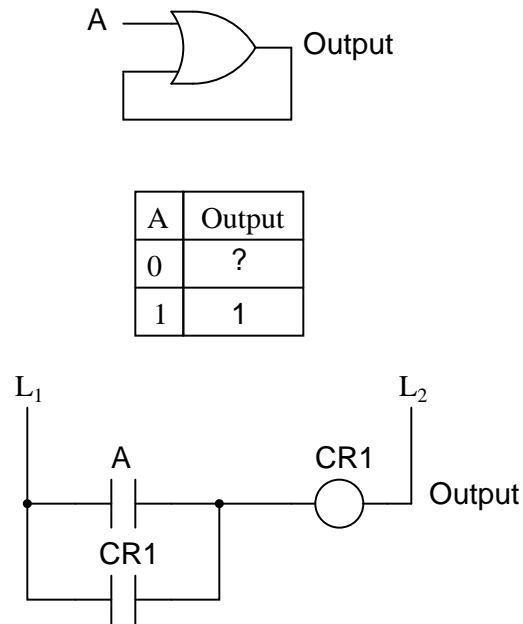 A
Output
A Output
0 ?
1 1
L₁ L₂
A CR1
Output
CR1